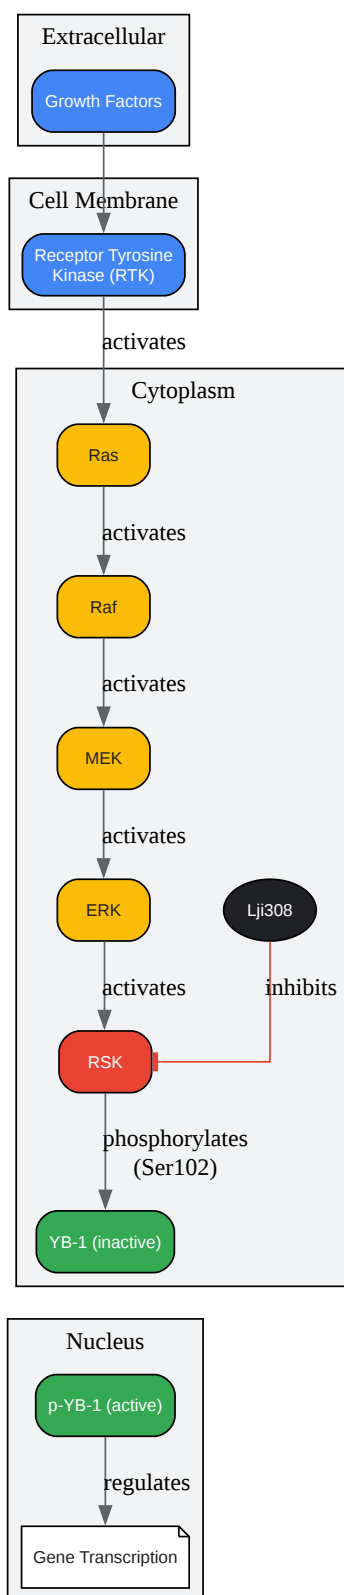 Extracellular
Growth Factors
Cell Membrane
Receptor Tyrosine
Kinase (RTK)
activates
Cytoplasm
Ras
activates
Raf
activates
MEK
activates
ERK
Lji308
activates
inhibits
RSK
phosphorylates
(Ser102)
YB-1 (inactive)
Nucleus
p-YB-1 (active)
regulates
Gene Transcription